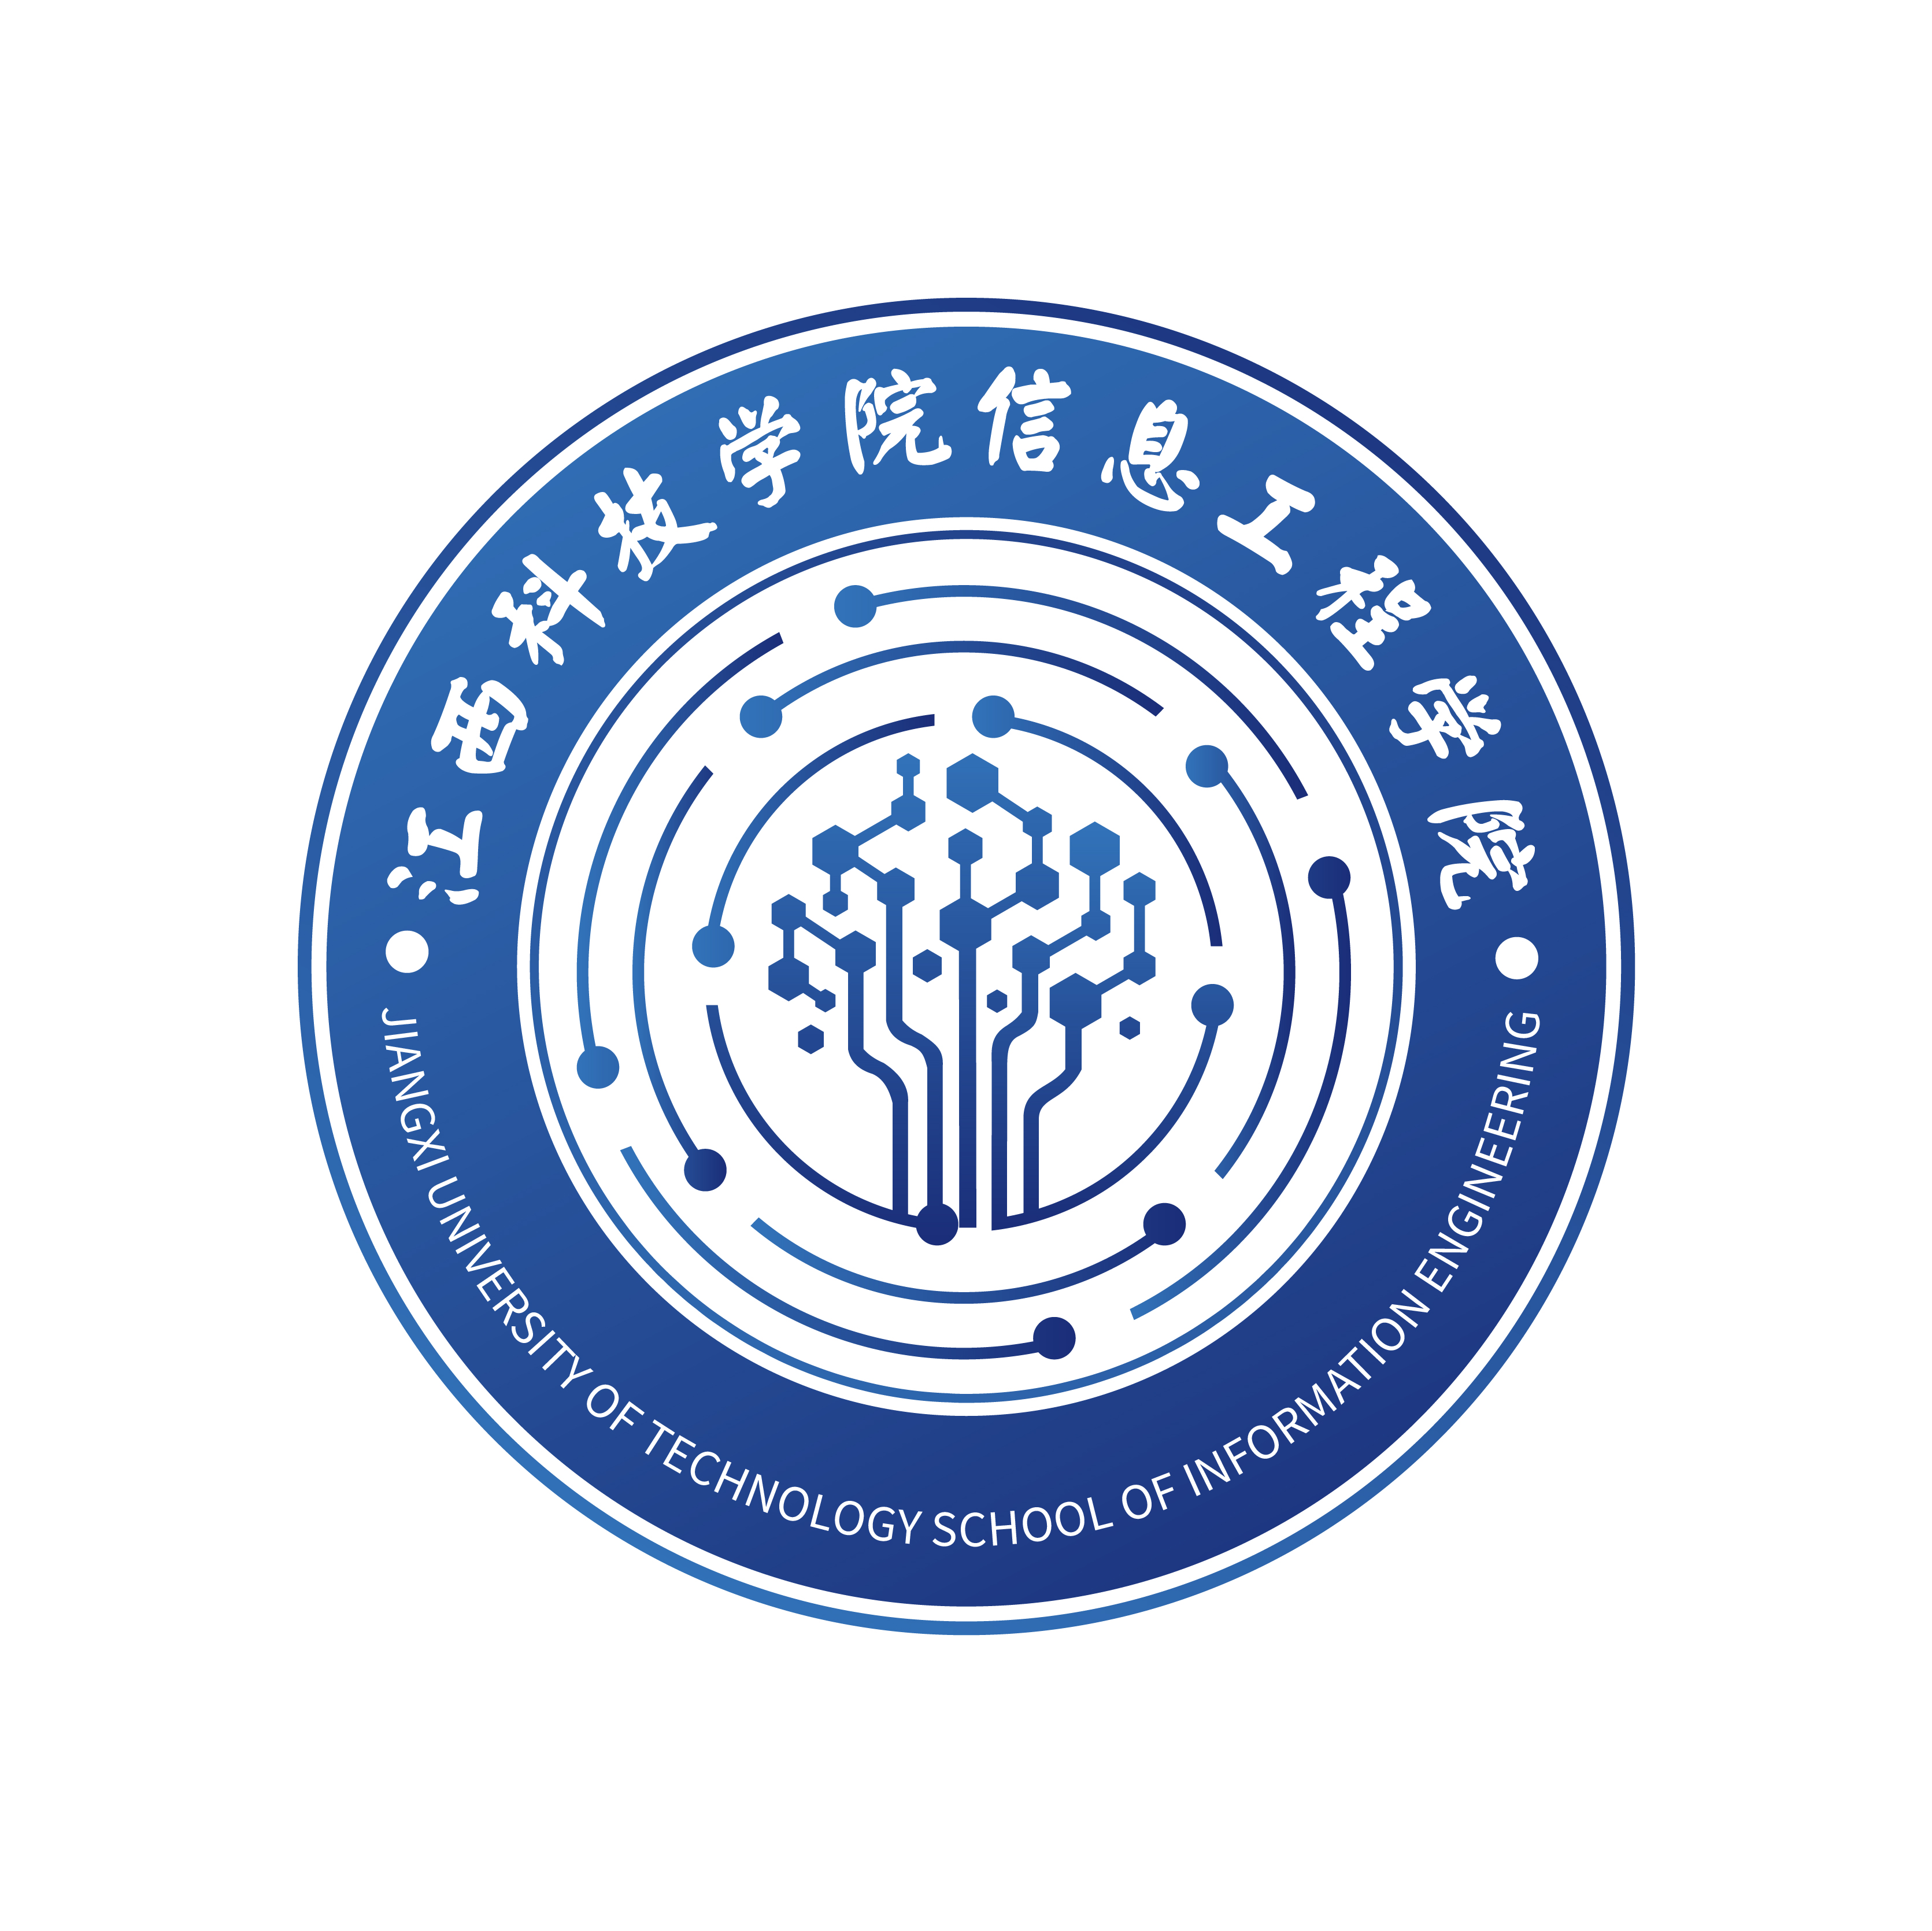 江西科技学院信息工程学院
JIANGXI UNIVERSITY OF TECHNOLOGY SCHOOL OF INFORMATION ENGINEERING